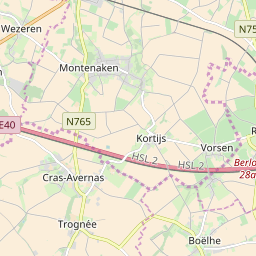 Wezeren
N75
Montenaken
N765
E40
Kortijs
Vorsen
HSL 2
HSL 2
Berlo
28a
Cras-Avernas
Trognée
Boëlhe